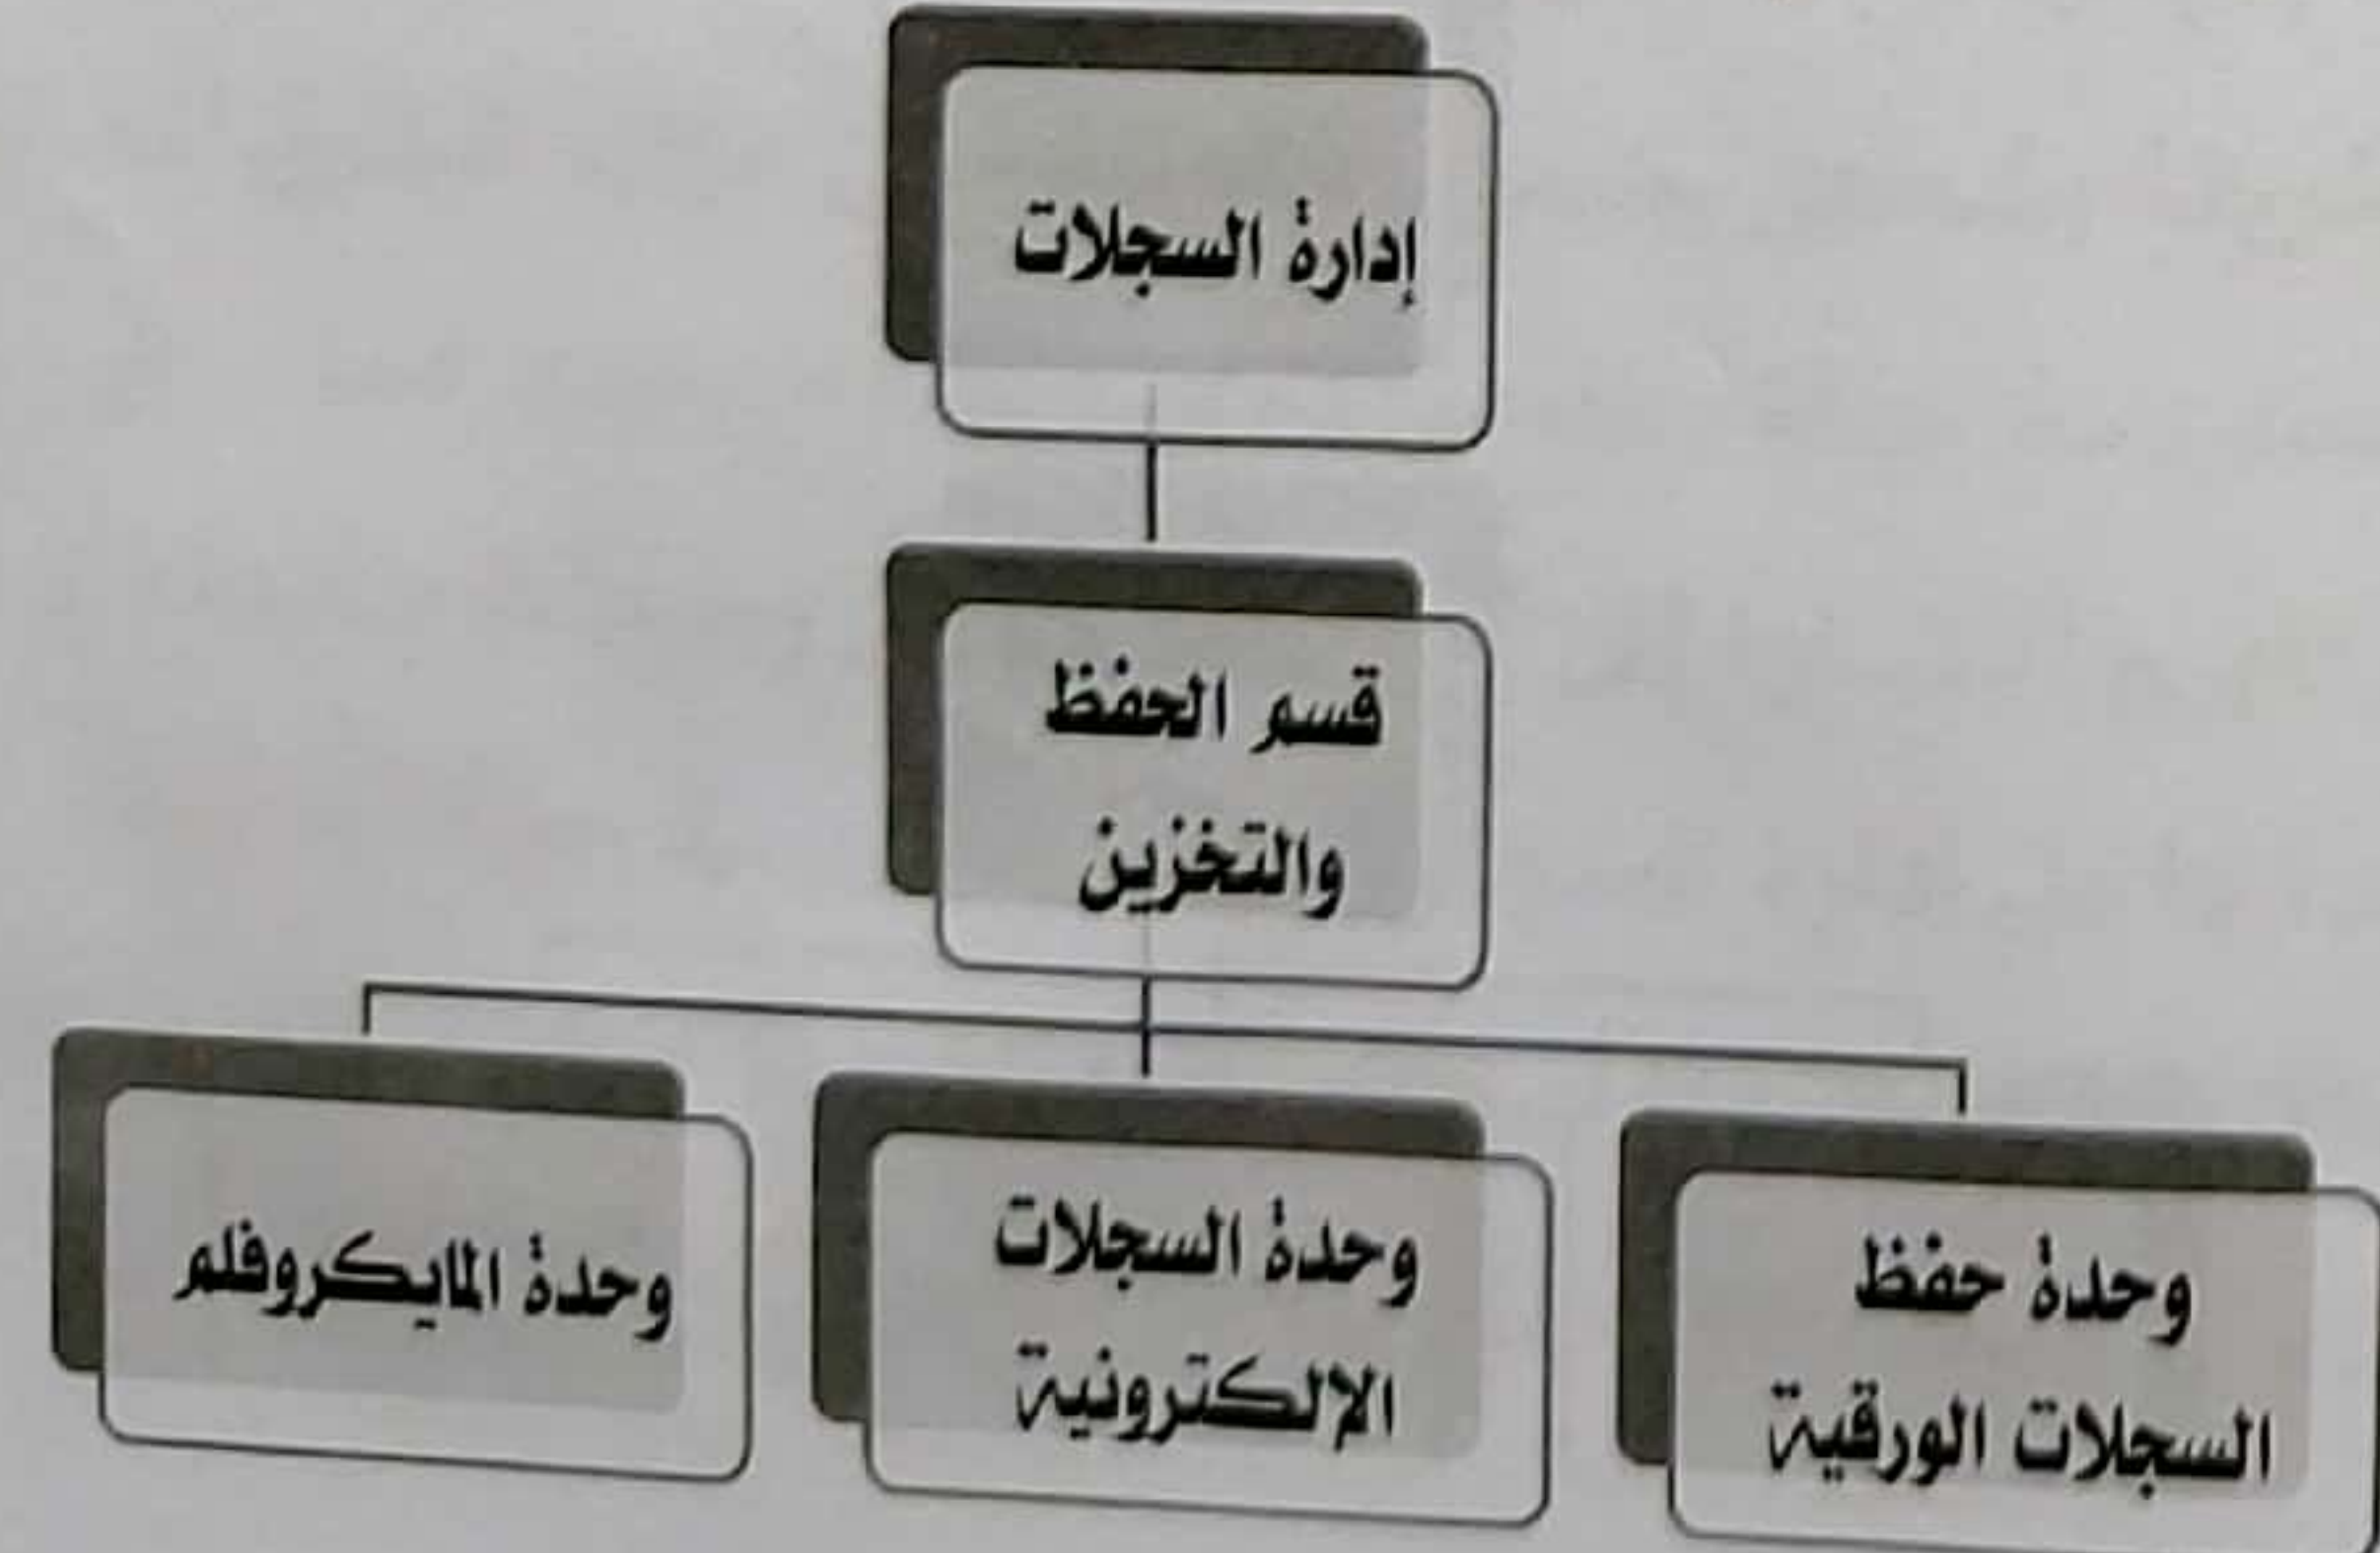 إدارة السجلات
قسم الحفظ
والتخزين
وحدة حفظ
السجلات الورقية
وحدة السجلات
الالكترونية
وحدة المايكروفلم